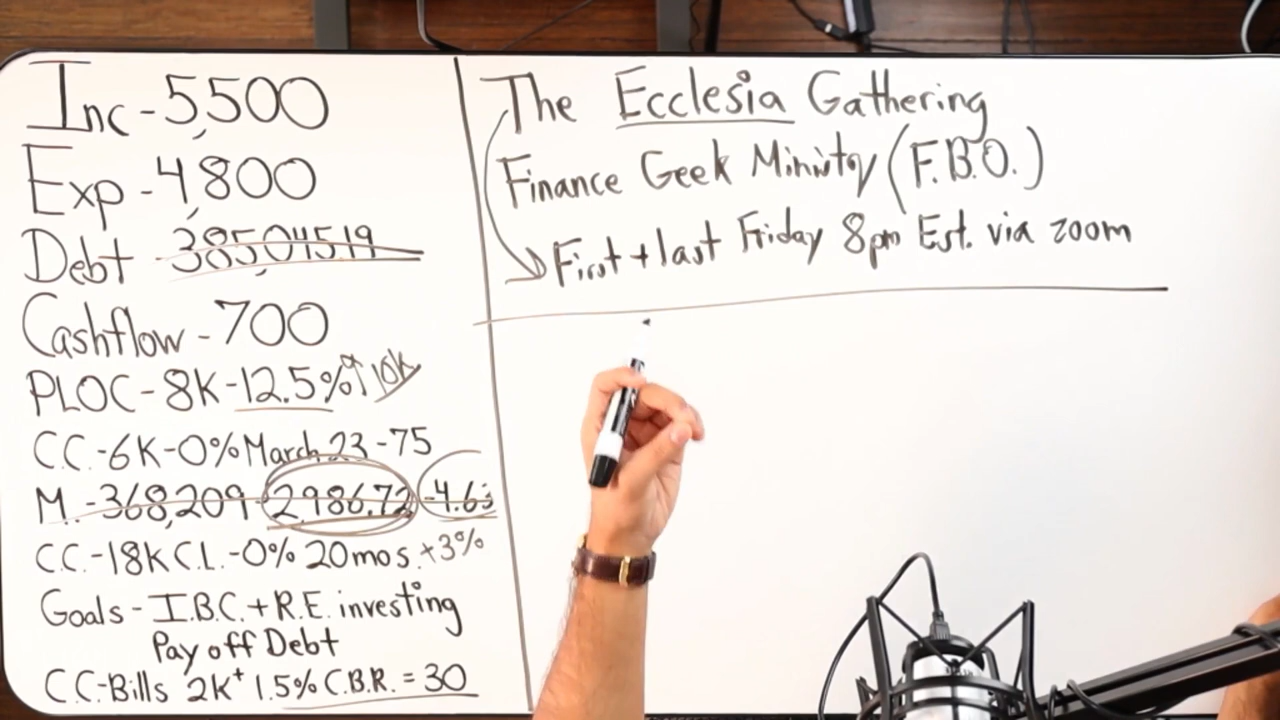 Inc - 5,500
Exp - 4,800
Debt - 385,045.19
Cashflow - 700
PLOC - 8K - 12.5% 10K
C.C. - 6K - 0% March 23 - 75
M. - 368,209 - 2,986.72 - 4.63
C.C. - 18K C.L. - 0% 20mos. + 3%
Goals - I.B.C. + R.E. investing
Pay off Debt
C.C. - Bills 2K+ 1.5% C.B.R. = 30
The Ecclesia Gathering
Finance Geek Ministry (F.B.O.)
First + last Friday 8pm Est. via zoom